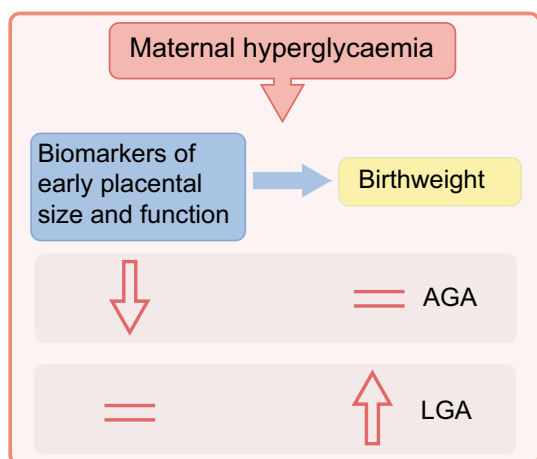 Maternal hyperglycaemia
Biomarkers of
early placental
size and function
Birthweight
AGA
LGA